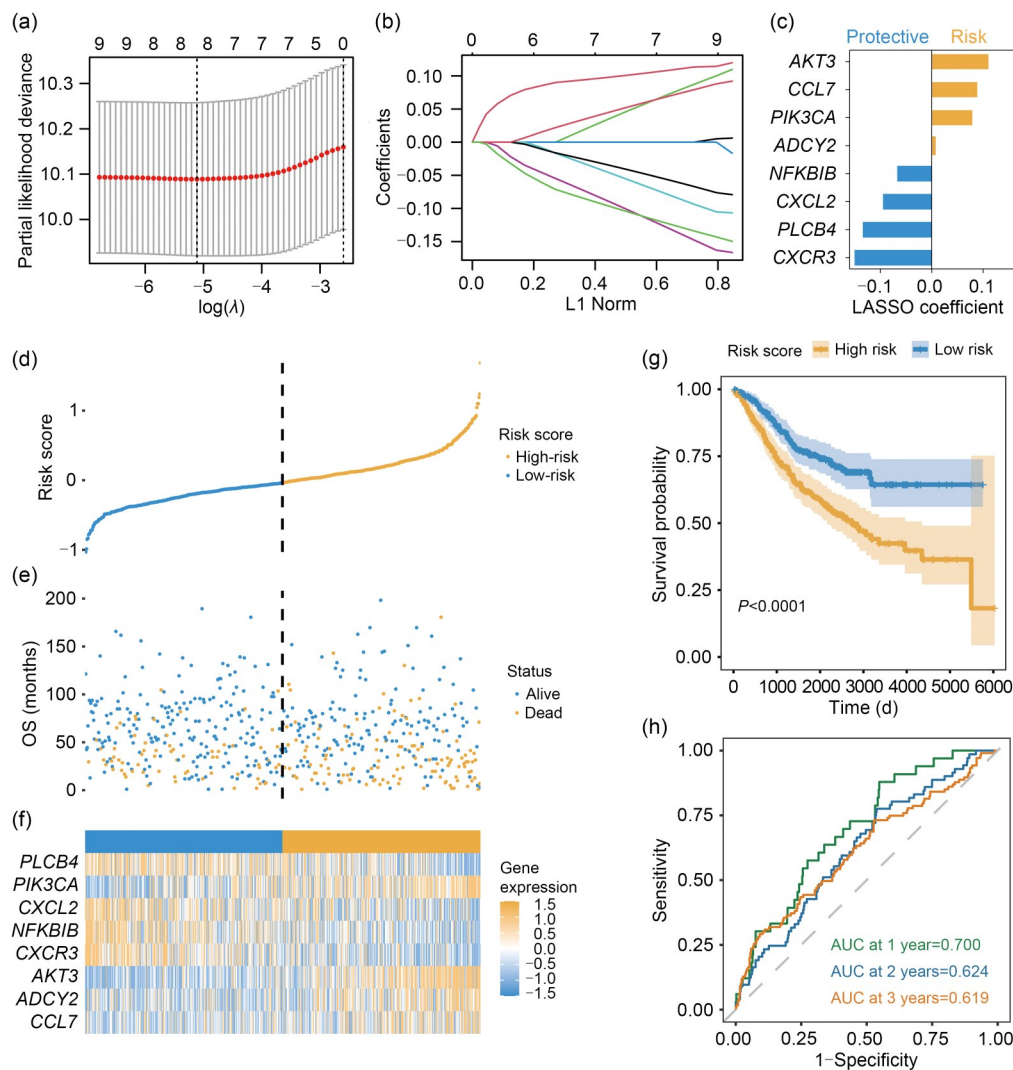 (a)
9 9 8 8 8 7 7 7 5 0
10.3
10.2
10.1
10.0
Partial likelihood deviance
−6 −5 −4 −3
log(λ)
(b)
0 6 7 7 9
0.10
0.05
0.00
−0.05
−0.10
−0.15
Coefficients
0.0 0.2 0.4 0.6 0.8
L1 Norm
(c)
Protective Risk
AKT3
CCL7
PIK3CA
ADCY2
NFKBIB
CXCL2
PLCB4
CXCR3
−0.1 0.0 0.1
LASSO coefficient
(d)
1
0
−1
Risk score
Risk score
High-risk
Low-risk
(e)
200
150
100
50
0
OS (months)
Status
Alive
Dead
(f)
PLCB4
PIK3CA
CXCL2
NFKBIB
CXCR3
AKT3
ADCY2
CCL7
Gene
expression
1.5
1.0
0.5
0.0
−0.5
−1.0
−1.5
(g)
Risk score High risk Low risk
1.00
0.75
0.50
0.25
0.00
Survival probability
P<0.0001
0 1000 2000 3000 4000 5000 6000
Time (d)
(h)
1.00
0.75
0.50
0.25
0.00
Sensitivity
AUC at 1 year=0.700
AUC at 2 years=0.624
AUC at 3 years=0.619
0.00 0.25 0.50 0.75 1.00
1−Specificity